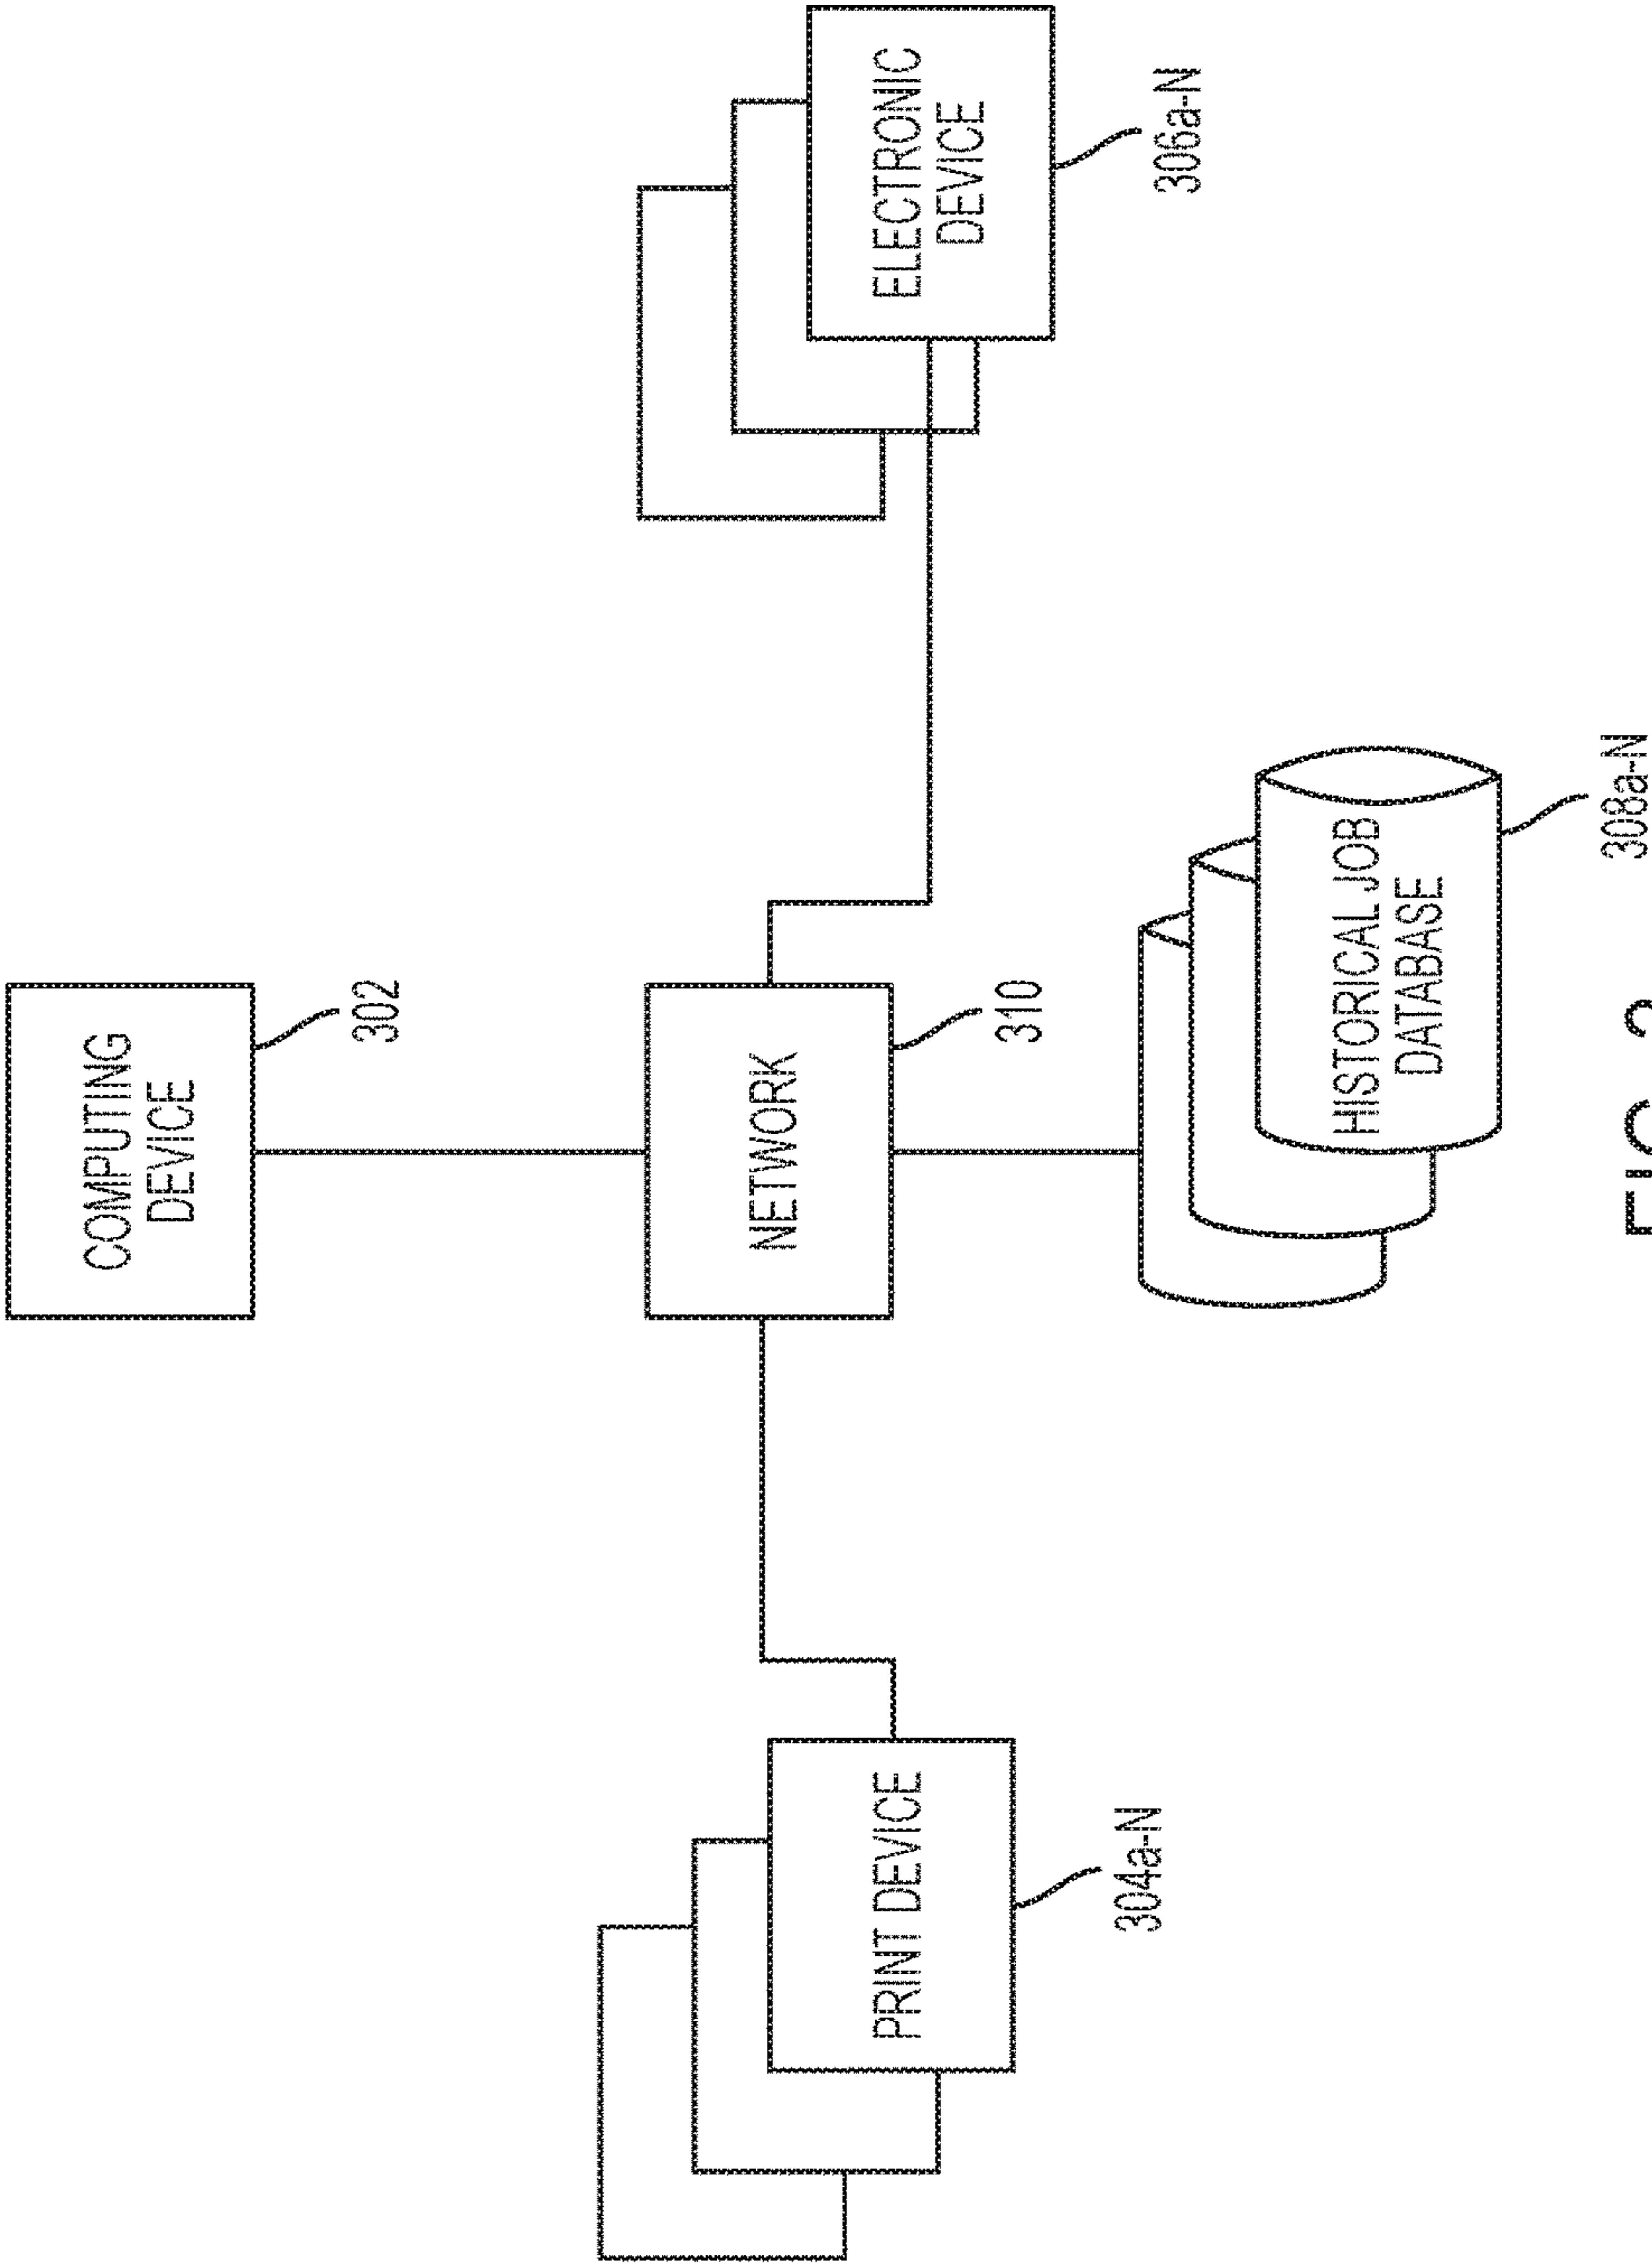 COMPUTING
DEVICE
302
PRINT DEVICE
304a-N
NETWORK
310
ELECTRONIC
DEVICE
306a-N
HISTORICAL JOB
DATABASE
308a-N